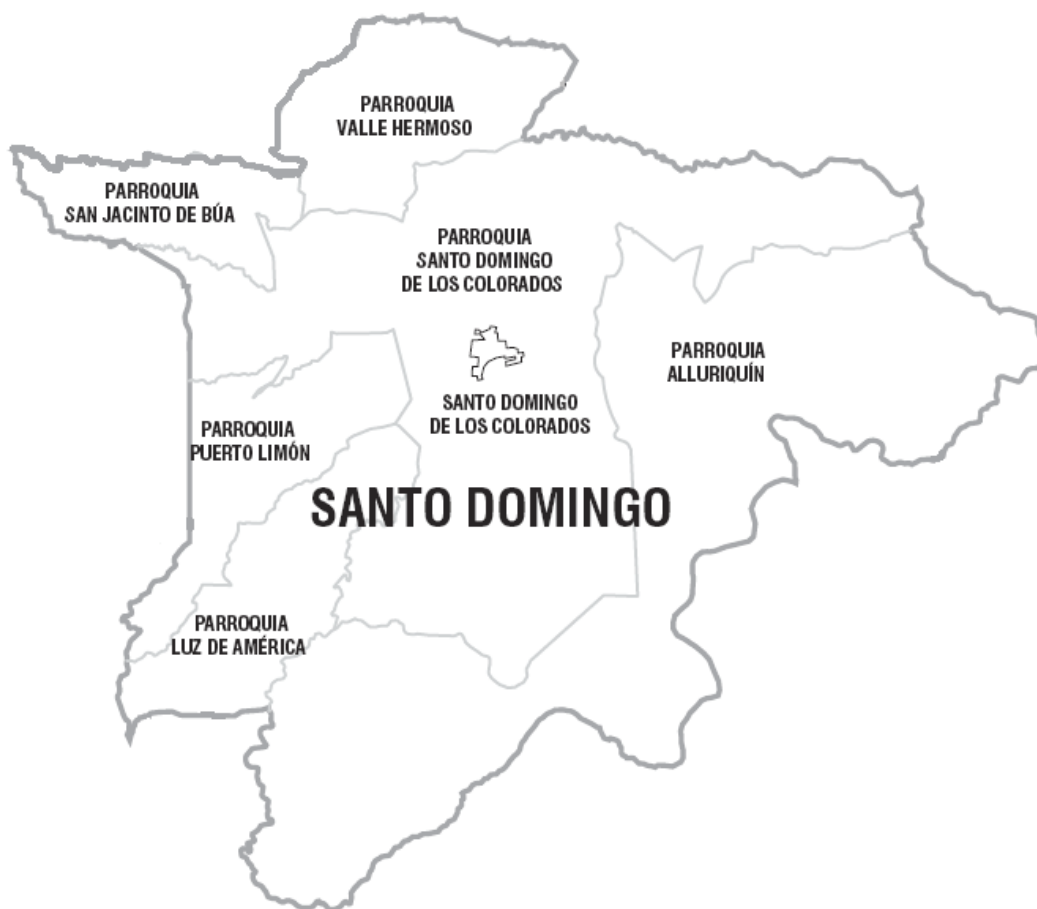 PARROQUIA
VALLE HERMOSO
PARROQUIA
SAN JACINTO DE BÚA
PARROQUIA
SANTO DOMINGO
DE LOS COLORADOS
PARROQUIA
ALLURIQUÍN
SANTO DOMINGO
DE LOS COLORADOS
PARROQUIA
PUERTO LIMÓN
SANTO DOMINGO
PARROQUIA
LUZ DE AMÉRICA